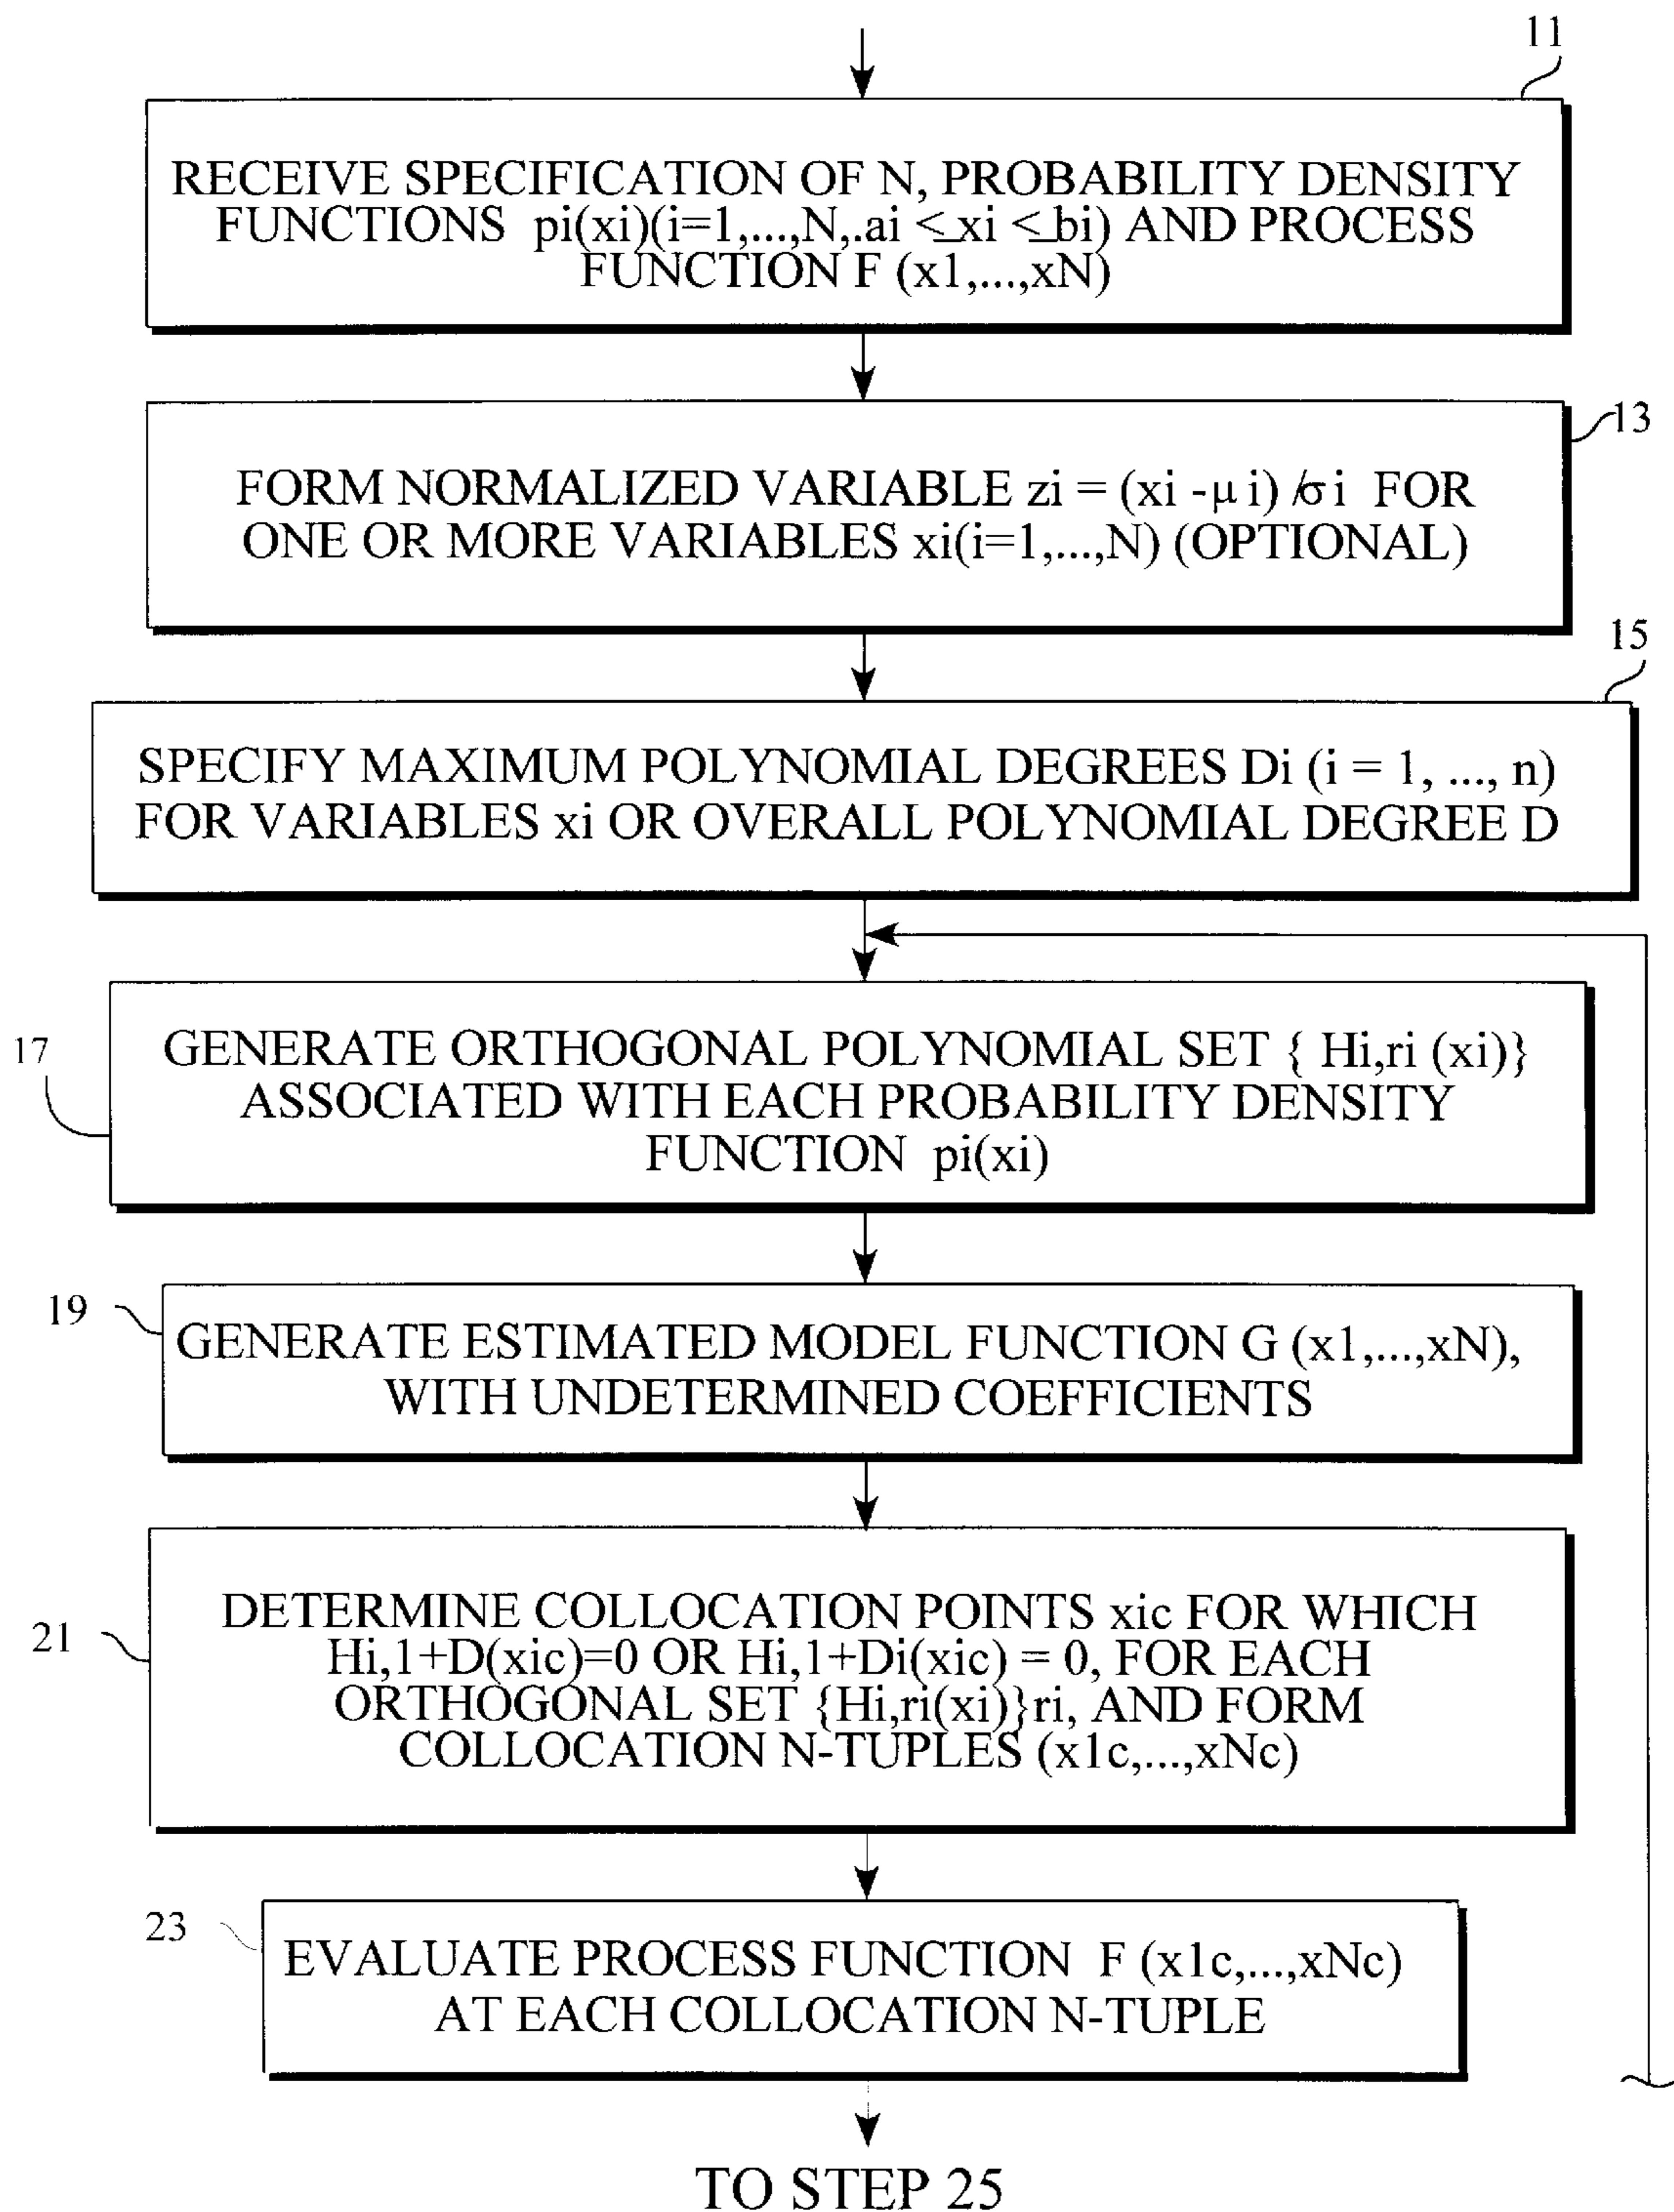 11
RECEIVE SPECIFICATION OF N, PROBABILITY DENSITY
FUNCTIONS pi(xi)(i=1,...,N,.ai ≤xi ≤bi) AND PROCESS
FUNCTION F (x1,...,xN)
13
FORM NORMALIZED VARIABLE zi = (xi -μ i) /σ i FOR
ONE OR MORE VARIABLES xi(i=1,...,N) (OPTIONAL)
15
SPECIFY MAXIMUM POLYNOMIAL DEGREES Di (i = 1, ..., n)
FOR VARIABLES xi OR OVERALL POLYNOMIAL DEGREE D
17
GENERATE ORTHOGONAL POLYNOMIAL SET { Hi,ri (xi)}
ASSOCIATED WITH EACH PROBABILITY DENSITY
FUNCTION pi(xi)
19
GENERATE ESTIMATED MODEL FUNCTION G (x1,...,xN),
WITH UNDETERMINED COEFFICIENTS
21
DETERMINE COLLOCATION POINTS xic FOR WHICH
Hi,1+D(xic)=0 OR Hi,1+Di(xic) = 0, FOR EACH
ORTHOGONAL SET {Hi,ri(xi)}ri, AND FORM
COLLOCATION N-TUPLES (x1c,...,xNc)
23
EVALUATE PROCESS FUNCTION F (x1c,...,xNc)
AT EACH COLLOCATION N-TUPLE
TO STEP 25